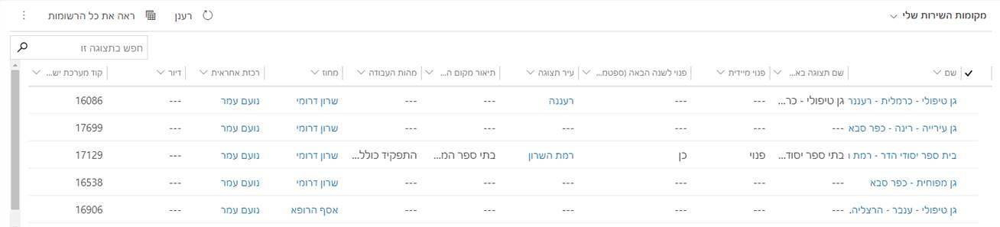 מקומות השירות שלי רענן ראה את כל הרשומות
חפש בתצוגה זו
שם שם תצוגה בא... פנוי מיידית פנוי לשנה הבאה (ספטמ... עיר תצוגה תיאור מקום ה... מהות העבודה מחוז רכזת אחראית דיור קוד מערכת יש...
גן טיפולי - כרמלית - רעננר גן טיפולי - כר... --- --- רעננה --- --- שרון דרומי נועם עמר --- 16086
גן עירייה - רינה - כפר סבא --- --- --- --- --- --- שרון דרומי נועם עמר --- 17699
בית ספר יסודי הדר - רמת ו בתי ספר יסוד... פנוי כן רמת השרון בתי ספר המ... התפקיד כולל... שרון דרומי נועם עמר --- 17129
גן מפוחית - כפר סבא --- --- --- --- --- --- שרון דרומי נועם עמר --- 16538
גן טיפולי - ענבר - הרצליה. --- --- --- --- --- --- אסף הרופא נועם עמר --- 16906